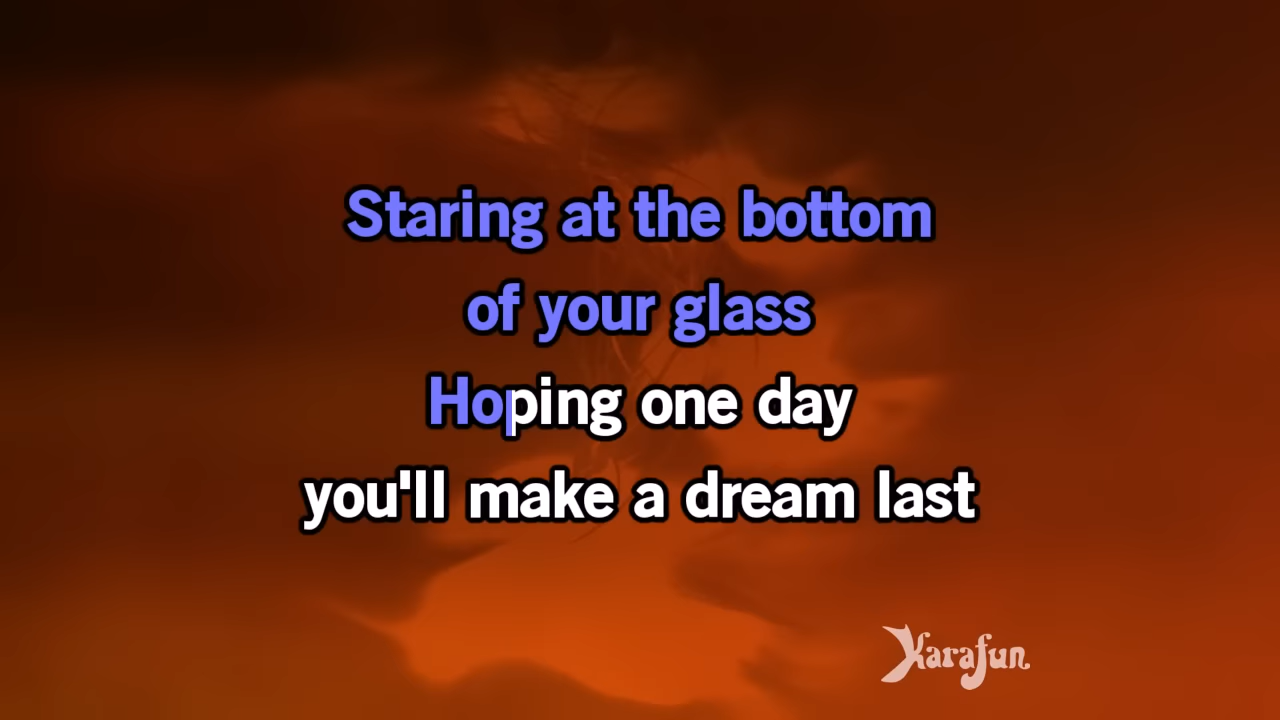 Staring at the bottom
of your glass
Hoping one day
you'll make a dream last
Karafun